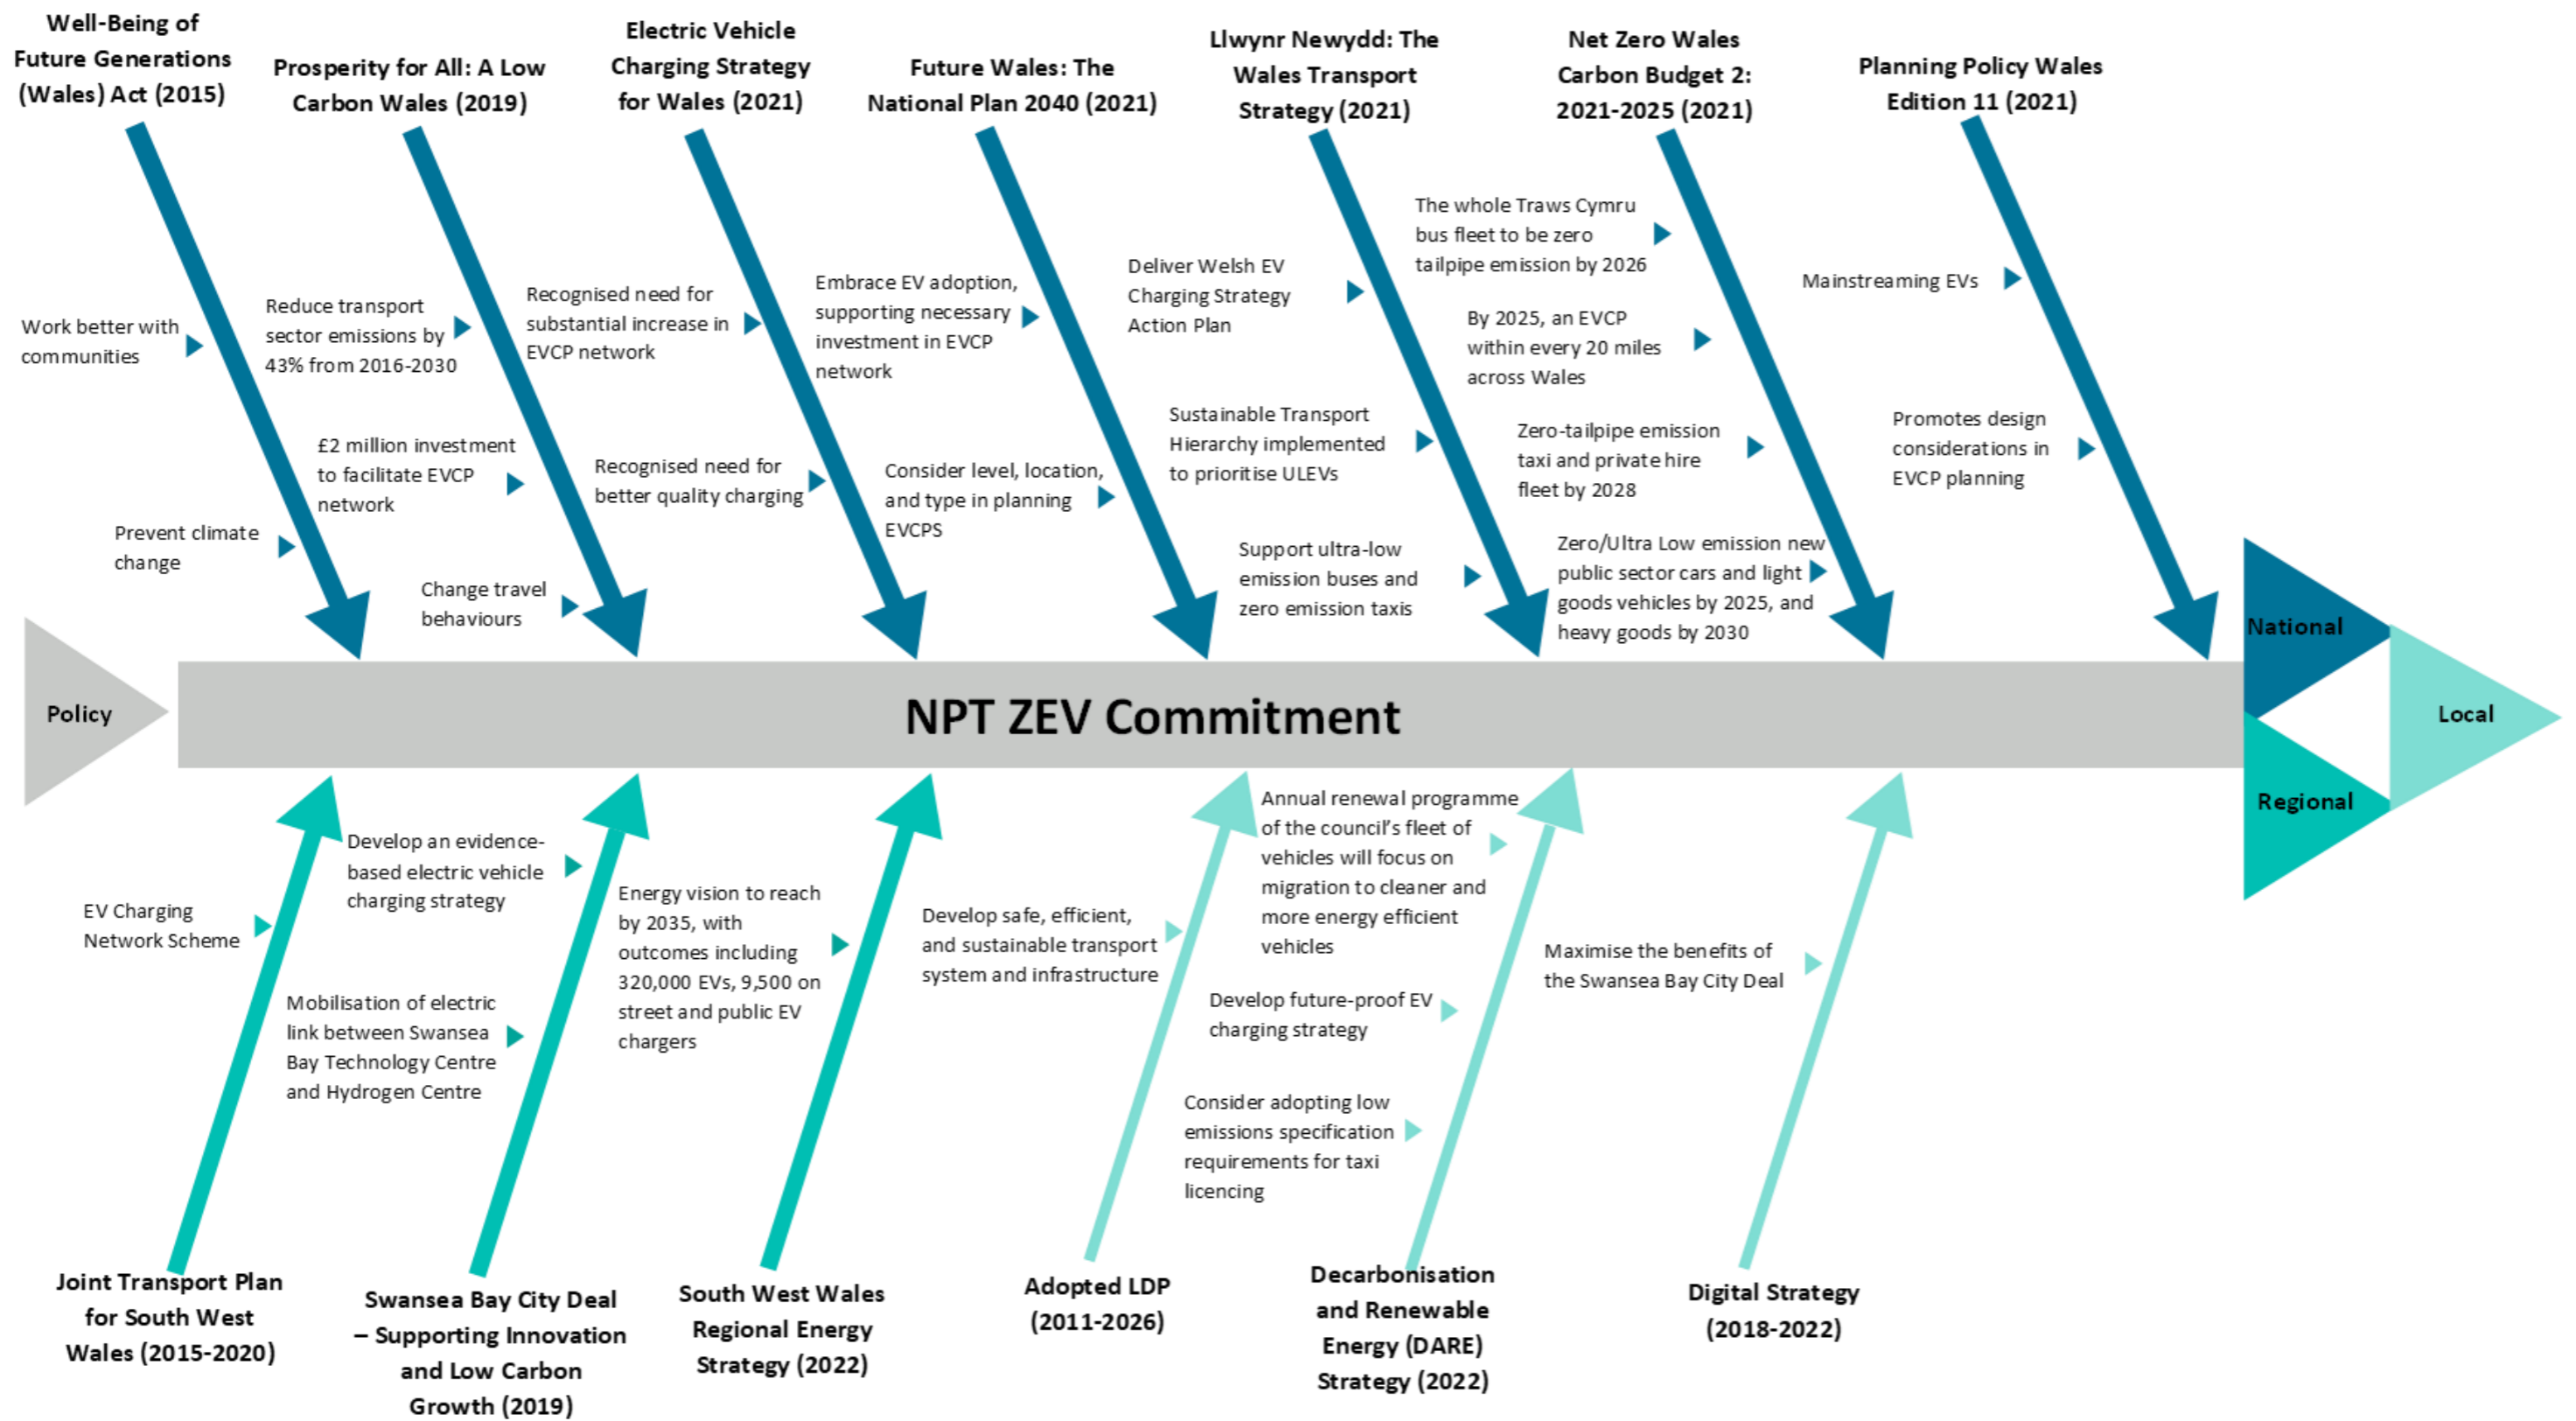 Well-Being of
Future Generations
(Wales) Act (2015)
Prosperity for All: A Low
Carbon Wales (2019)
Electric Vehicle
Charging Strategy
for Wales (2021)
Future Wales: The
National Plan 2040 (2021)
Llwynr Newydd: The
Wales Transport
Strategy (2021)
Net Zero Wales
Carbon Budget 2:
2021-2025 (2021)
Planning Policy Wales
Edition 11 (2021)
Work better with
communities
Prevent climate
change
Reduce transport
sector emissions by
43% from 2016-2030
£2 million investment
to facilitate EVCP
network
Change travel
behaviours
Recognised need for
substantial increase in
EVCP network
Recognised need for
better quality charging
Embrace EV adoption,
supporting necessary
investment in EVCP
network
Consider level, location,
and type in planning
EVCPS
Deliver Welsh EV
Charging Strategy
Action Plan
Sustainable Transport
Hierarchy implemented
to prioritise ULEVs
Support ultra-low
emission buses and
zero emission taxis
The whole Traws Cymru
bus fleet to be zero
tailpipe emission by 2026
By 2025, an EVCP
within every 20 miles
across Wales
Zero-tailpipe emission
taxi and private hire
fleet by 2028
Zero/Ultra Low emission new
public sector cars and light
goods vehicles by 2025, and
heavy goods by 2030
Mainstreaming EVs
Promotes design
considerations in
EVCP planning
Policy
NPT ZEV Commitment
National
Local
Regional
EV Charging
Network Scheme
Develop an evidence-
based electric vehicle
charging strategy
Mobilisation of electric
link between Swansea
Bay Technology Centre
and Hydrogen Centre
Energy vision to reach
by 2035, with
outcomes including
320,000 EVs, 9,500 on
street and public EV
chargers
Develop safe, efficient,
and sustainable transport
system and infrastructure
Annual renewal programme
of the council's fleet of
vehicles will focus on
migration to cleaner and
more energy efficient
vehicles
Develop future-proof EV
charging strategy
Consider adopting low
emissions specification
requirements for taxi
licencing
Maximise the benefits of
the Swansea Bay City Deal
Joint Transport Plan
for South West
Wales (2015-2020)
Swansea Bay City Deal
– Supporting Innovation
and Low Carbon
Growth (2019)
South West Wales
Regional Energy
Strategy (2022)
Adopted LDP
(2011-2026)
Decarbonisation
and Renewable
Energy (DARE)
Strategy (2022)
Digital Strategy
(2018-2022)